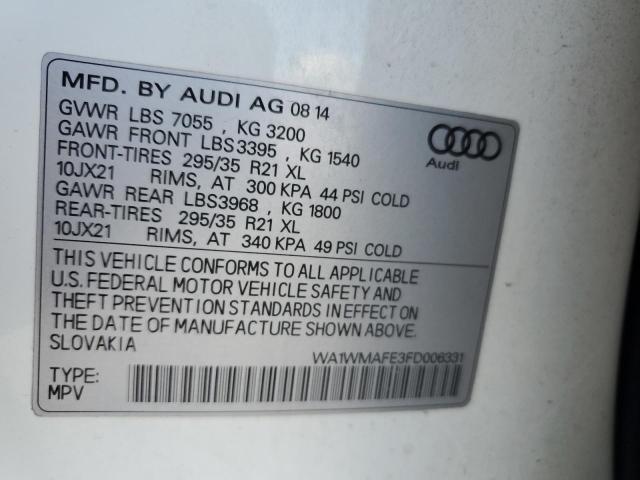 MFD. BY AUDI AG 08 14
GVWR LBS 7055 , KG 3200
GAWR FRONT LBS 3395 , KG 1540
FRONT-TIRES 295/35 R21 XL
10JX21 RIMS, AT 300 KPA 44 PSI COLD
GAWR REAR LBS3968 , KG 1800
REAR-TIRES 295/35 R21 XL
10JX21 RIMS, AT 340 KPA 49 PSI COLD
Audi
THIS VEHICLE CONFORMS TO ALL APPLICABLE
U.S. FEDERAL MOTOR VEHICLE SAFETY AND
THEFT PREVENTION STANDARDS IN EFFECT ON
THE DATE OF MANUFACTURE SHOWN ABOVE
SLOVAKIA
WA1WMAFE3FD006331
TYPE:
MPV